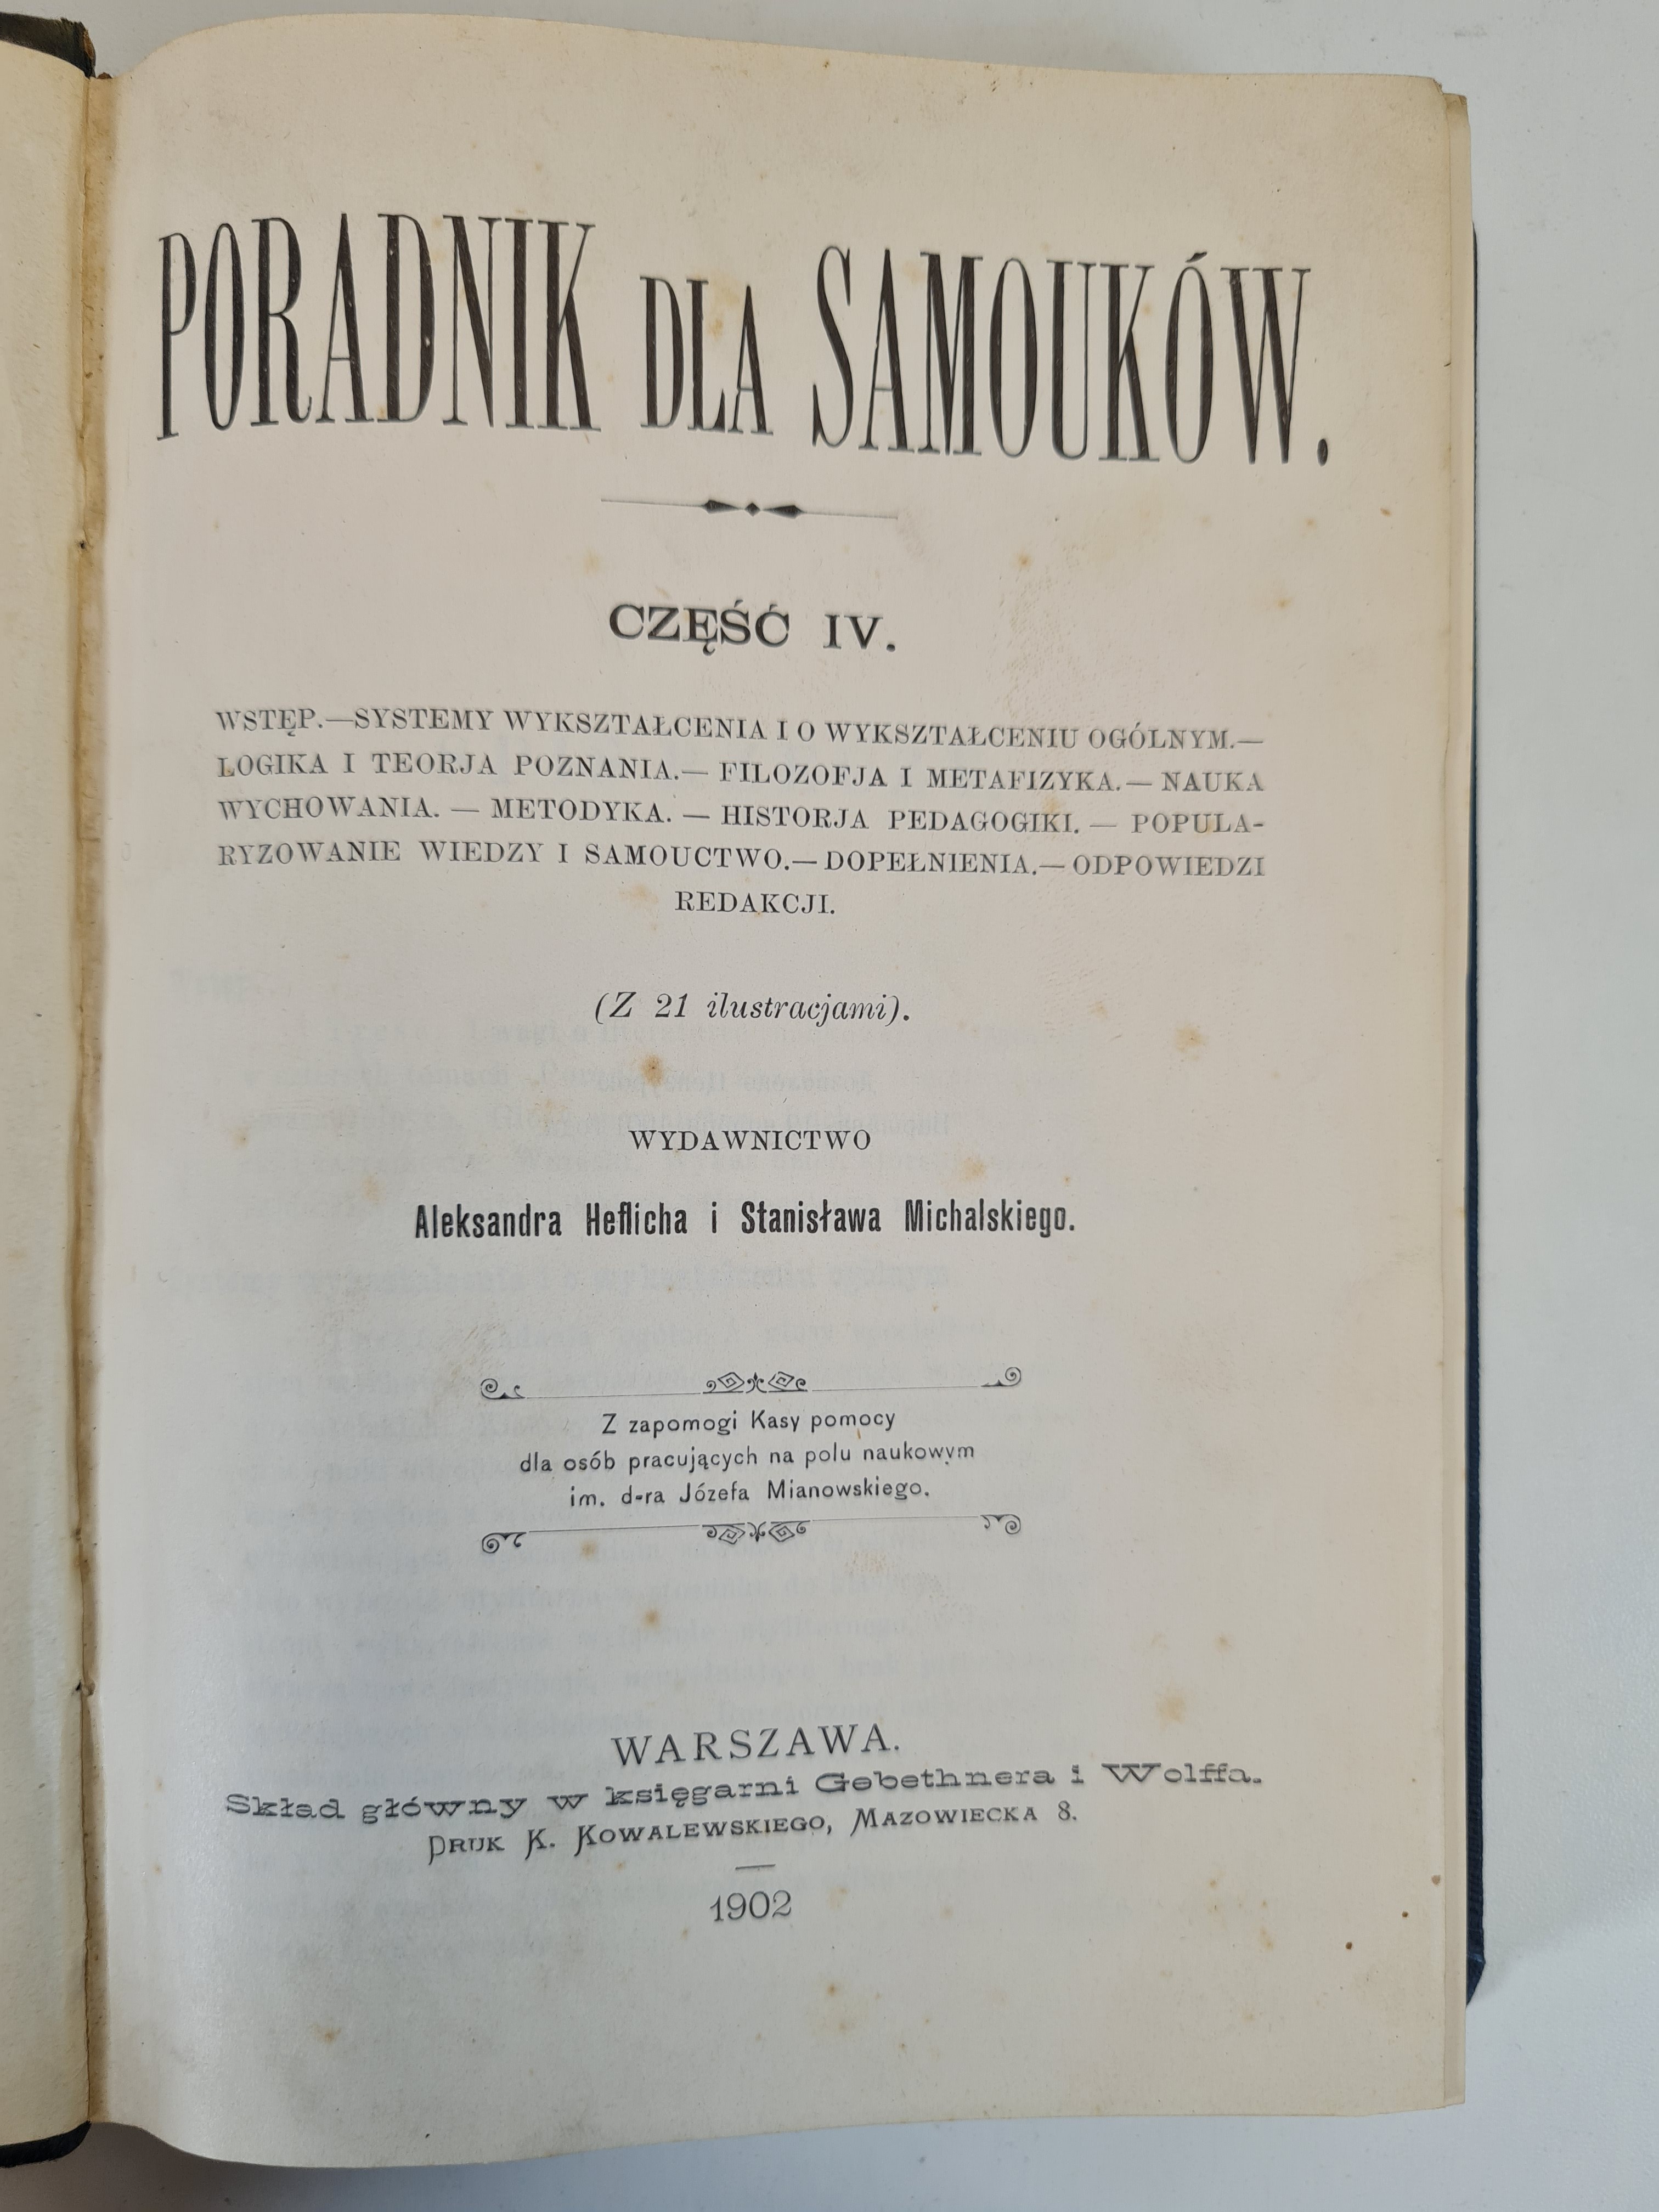 PORADNIK DLA SAMOUKÓW.
CZĘŚĆ IV.
WSTĘP.—SYSTEMY WYKSZTAŁCENIA I O WYKSZTAŁCENIU OGÓLNYM.—
LOGIKA I TEORJA POZNANIA.— FILOZOFJA I METAFIZYKA.— NAUKA
WYCHOWANIA. — METODYKA. — HISTORJA PEDAGOGIKI. — POPULA-
RYZOWANIE WIEDZY I SAMOUCTWO.— DOPEŁNIENIA.— ODPOWIEDZI
REDAKCJI.
(Z 21 ilustracjami).
WYDAWNICTWO
Aleksandra Heflicha i Stanisława Michalskiego.
Z zapomogi Kasy pomocy
dla osób pracujących na polu naukowym
im. d-ra Józefa Mianowskiego.
WARSZAWA.
Skład główny w księgarni Gebethnera i Wolffa.
DRUK K. KOWALEWSKIEGO, MAZOWIECKA 8.
1902